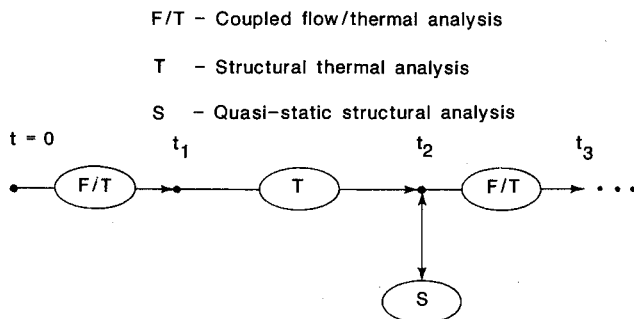 F/T - Coupled flow/thermal analysis
T - Structural thermal analysis
S - Quasi-static structural analysis
t = 0 t₁ t₂ t₃
F/T T F/T ...
S